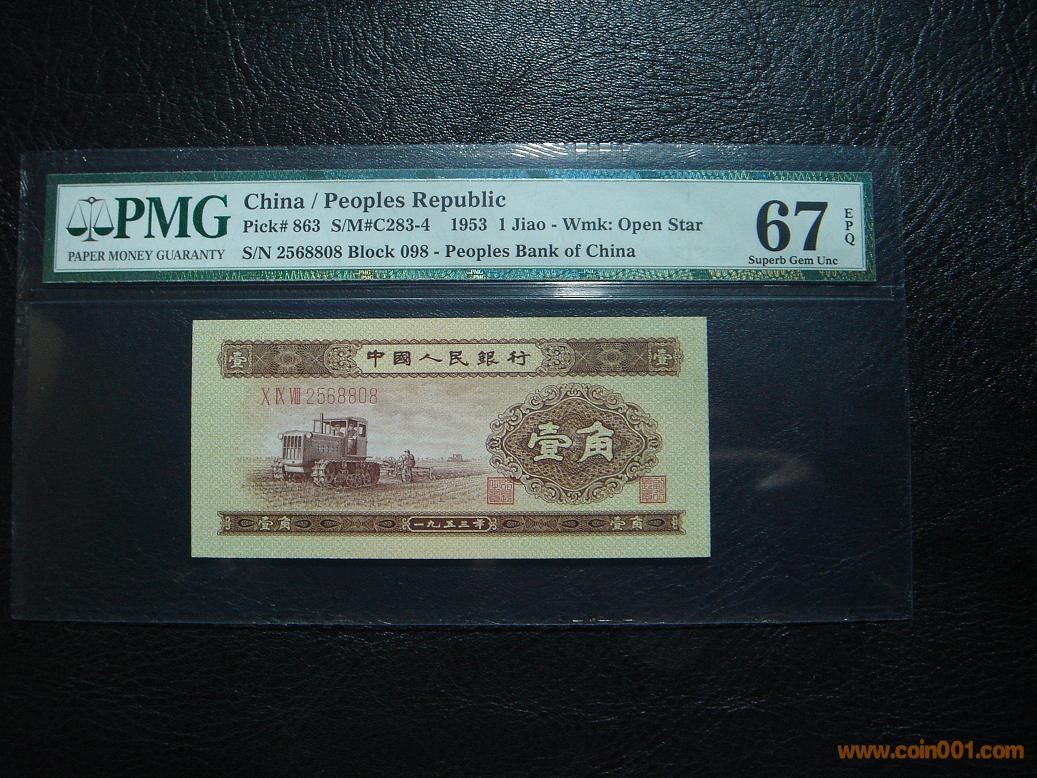 PMG
PAPER MONEY GUARANTY
China / Peoples Republic
Pick# 863 S/M#C283-4 1953 1 Jiao - Wmk: Open Star
S/N 2568808 Block 098 - Peoples Bank of China
67
EPQ
Superb Gem Unc
壹 中國人民銀行 壹
X IX VIII 2568808
壹角
壹角 一九五三年 壹角
www.coin001.com